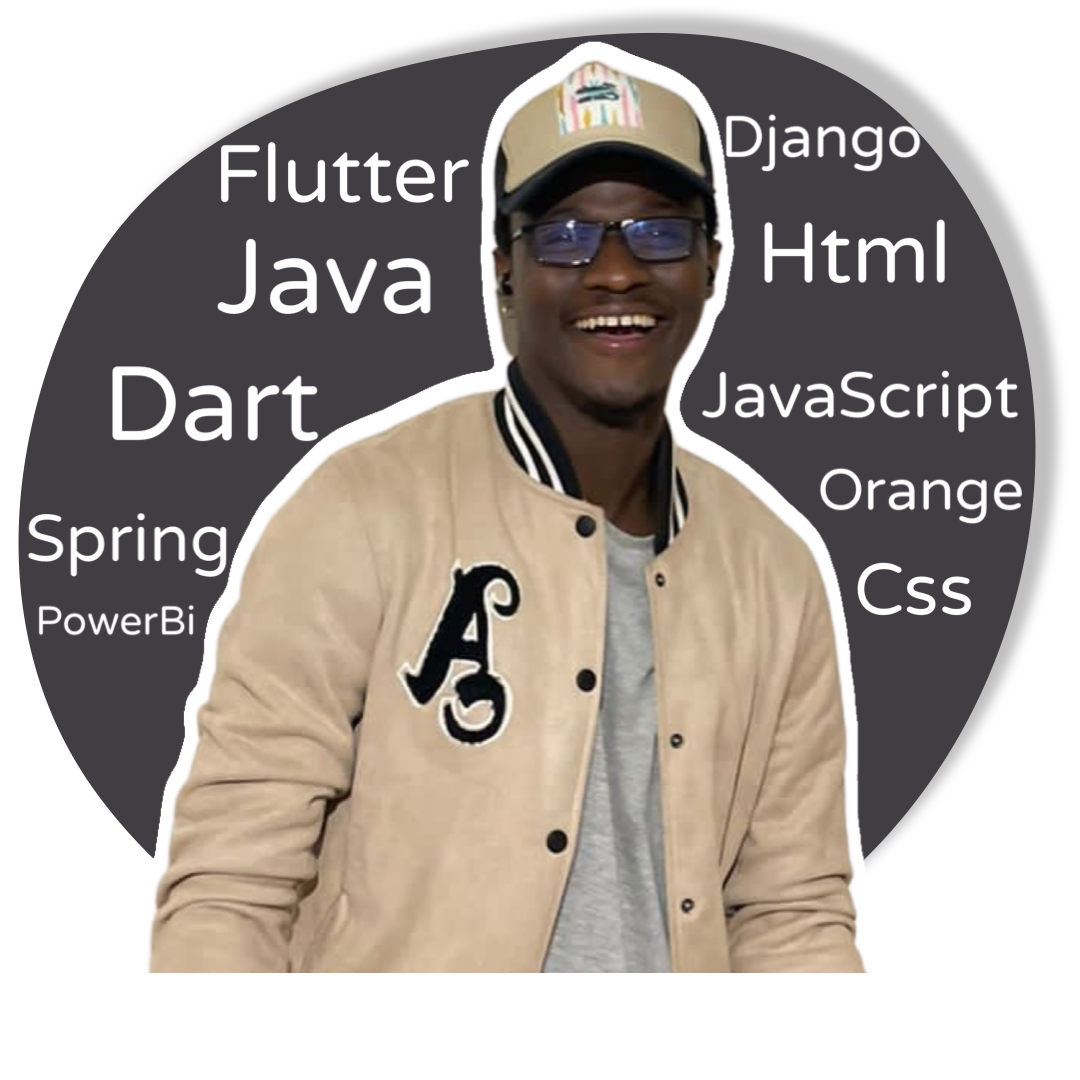 Flutter
Java
Dart
Spring
PowerBi
Django
Html
JavaScript
Orange
Css
A